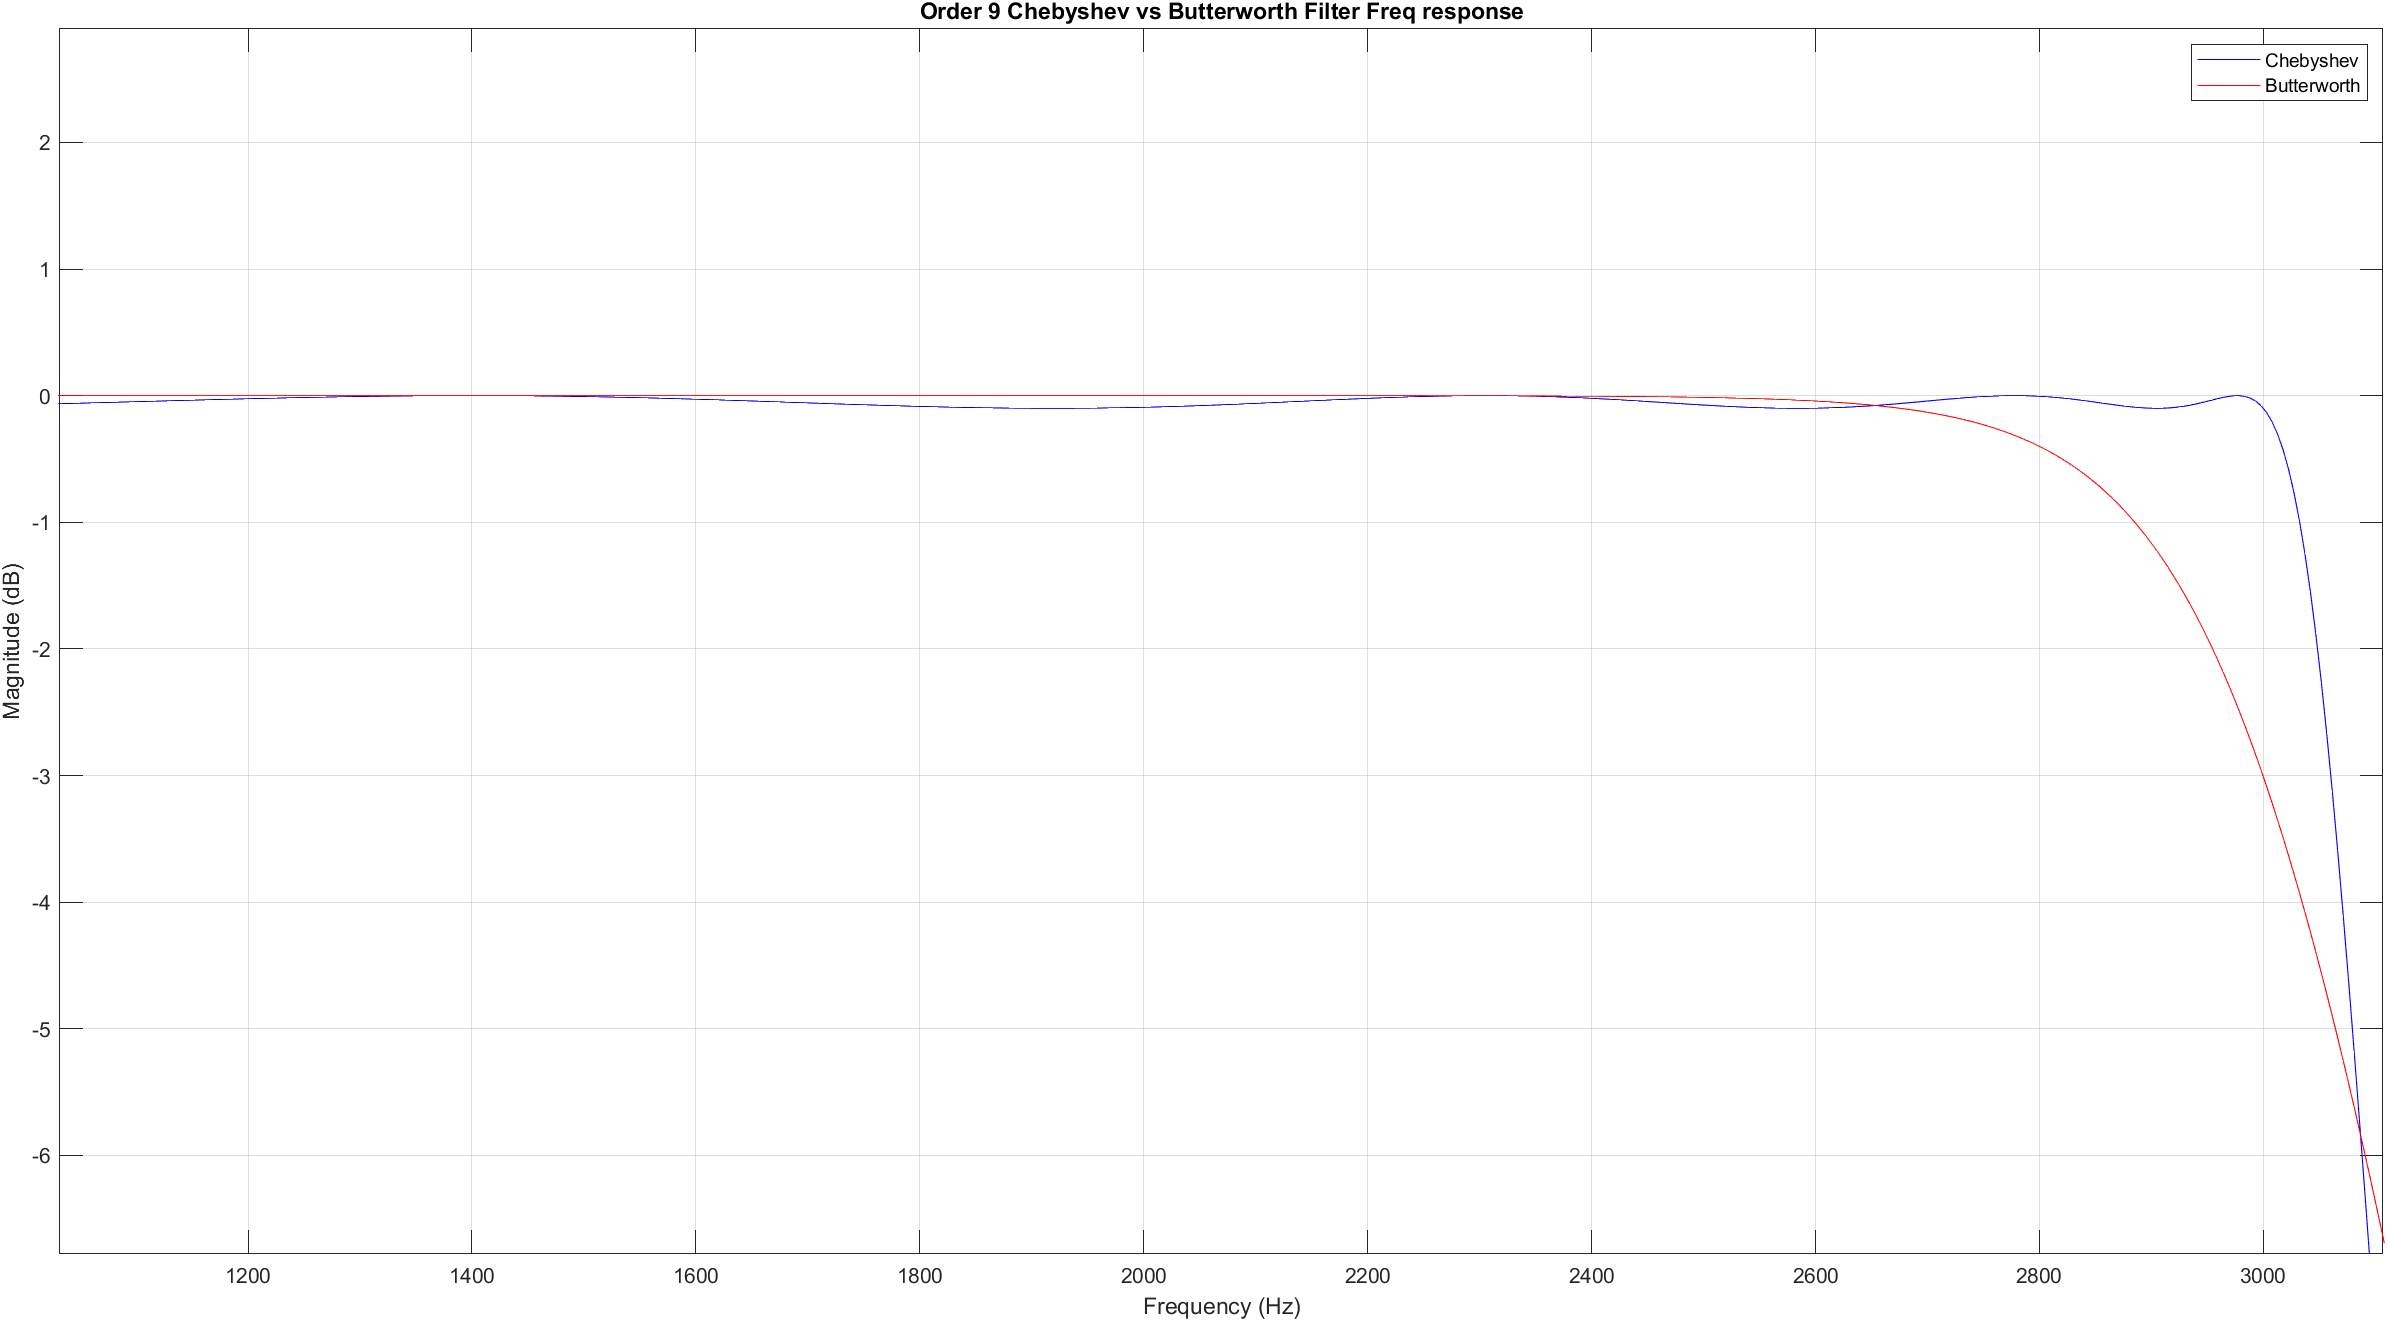 Order 9 Chebyshev vs Butterworth Filter Freq response
Chebyshev
Butterworth
2
1
0
-1
-2
-3
-4
-5
-6
Magnitude (dB)
1200 1400 1600 1800 2000 2200 2400 2600 2800 3000
Frequency (Hz)